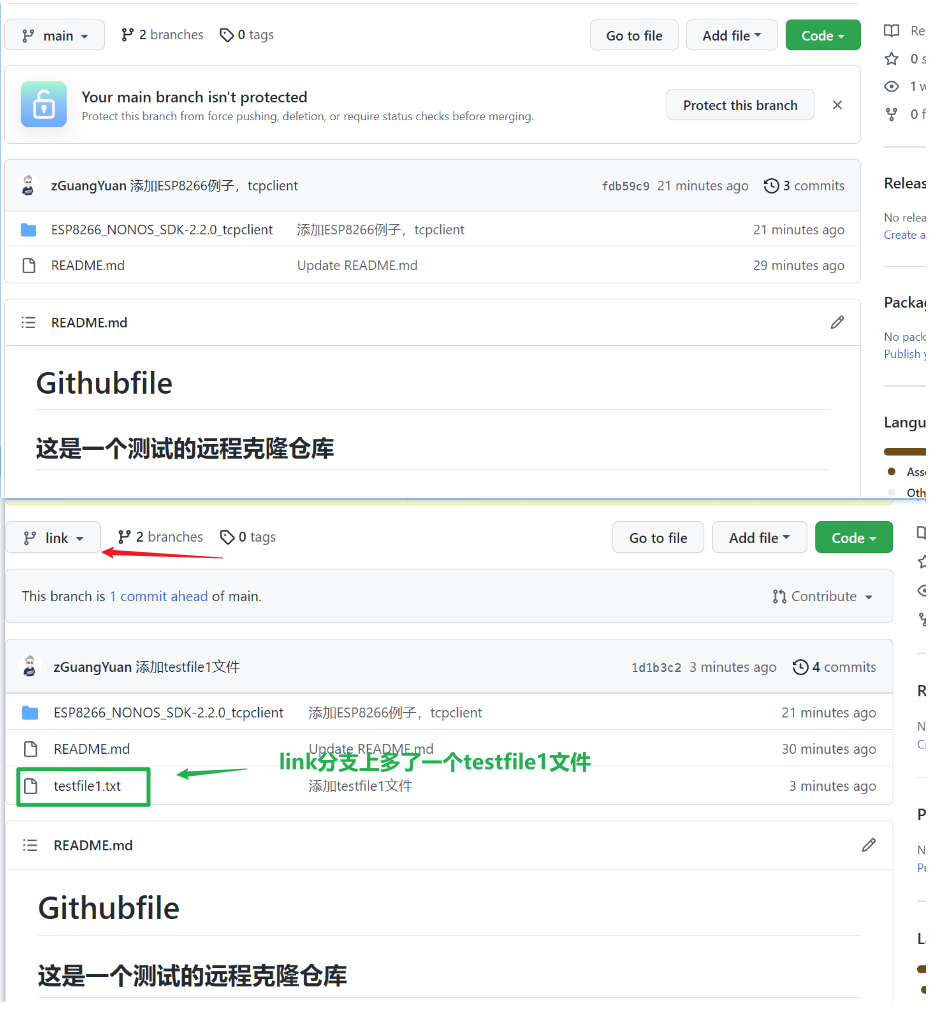 main 2 branches 0 tags Go to file Add file Code
Re
0 s
1 w
0 f
Your main branch isn't protected
Protect this branch from force pushing, deletion, or require status checks before merging.
Protect this branch
zGuangYuan 添加ESP8266例子，tcpclient fdb59c9 21 minutes ago 3 commits
ESP8266_NONOS_SDK-2.2.0_tcpclient 添加ESP8266例子，tcpclient 21 minutes ago
README.md Update README.md 29 minutes ago
Releas
No relea
Create a
README.md
Packag
No pack
Publish y
Githubfile
这是一个测试的远程克隆仓库
Langu
Asse
Oth
link 2 branches 0 tags Go to file Add file Code
This branch is 1 commit ahead of main. Contribute
zGuangYuan 添加testfile1文件 1d1b3c2 3 minutes ago 4 commits
ESP8266_NONOS_SDK-2.2.0_tcpclient 添加ESP8266例子，tcpclient 21 minutes ago
README.md Update README.md 30 minutes ago
link分支上多了一个testfile1文件
testfile1.txt 添加testfile1文件 3 minutes ago
R
N
Cr
README.md
P
N
Pu
Githubfile
这是一个测试的远程克隆仓库
La